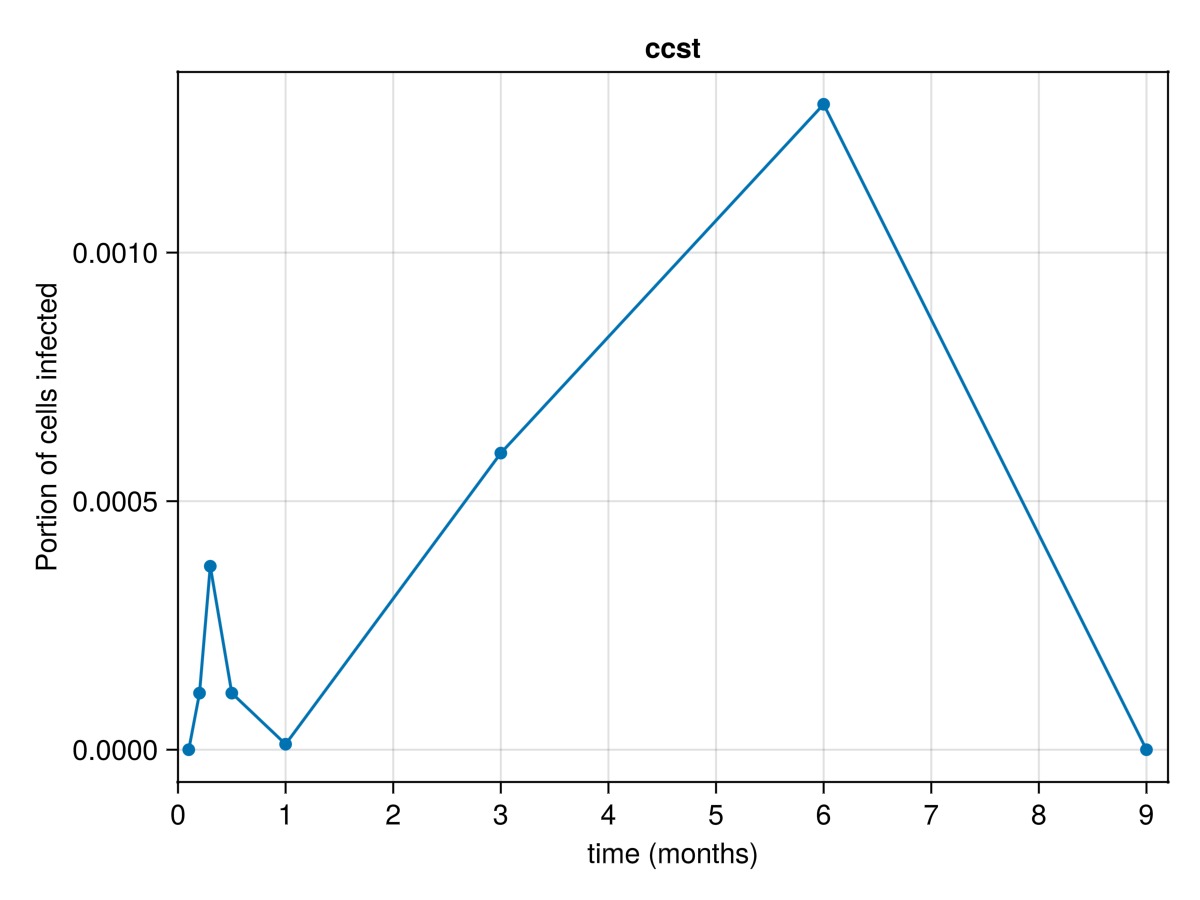 ccst
Portion of cells infected
0.0010
0.0005
0.0000
0 1 2 3 4 5 6 7 8 9
time (months)